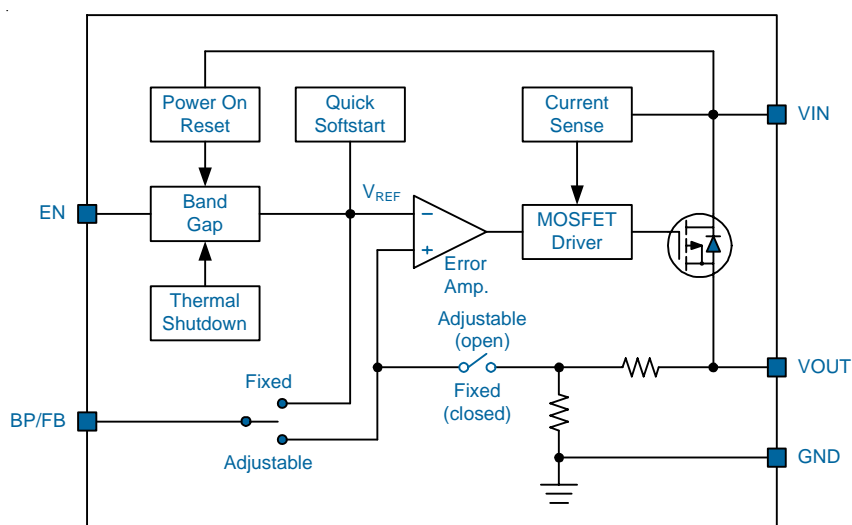 Power On
Reset
Quick
Softstart
Current
Sense
VIN
EN
Band
Gap
VREF
−
+
Error
Amp.
MOSFET
Driver
Thermal
Shutdown
Adjustable
(open)
Fixed
(closed)
VOUT
Fixed
BP/FB
Adjustable
GND